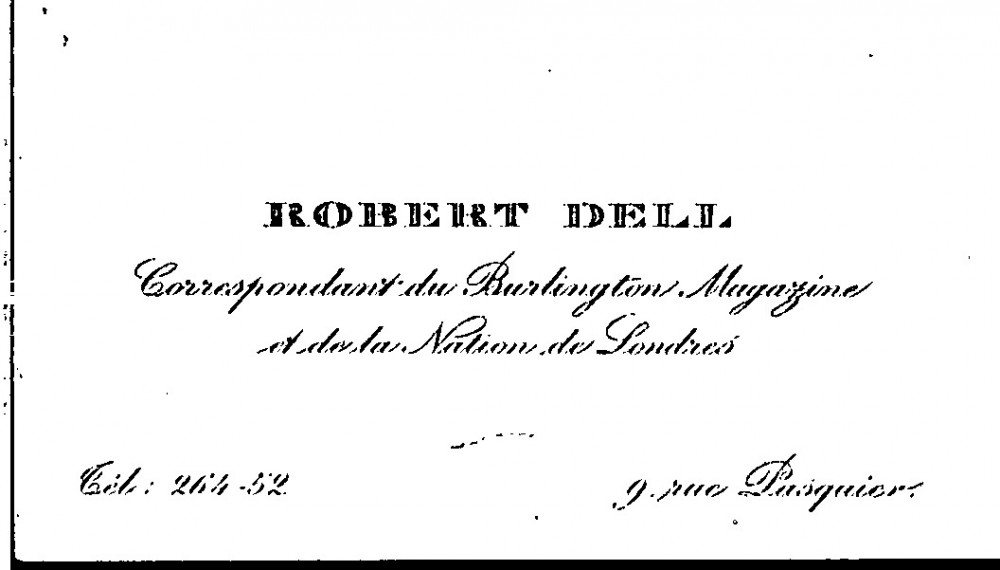 ROBERT DELL
Correspondant du Burlington Magazine
et de la Nation de Londres
Tél: 264-52
9. rue Pasquier.